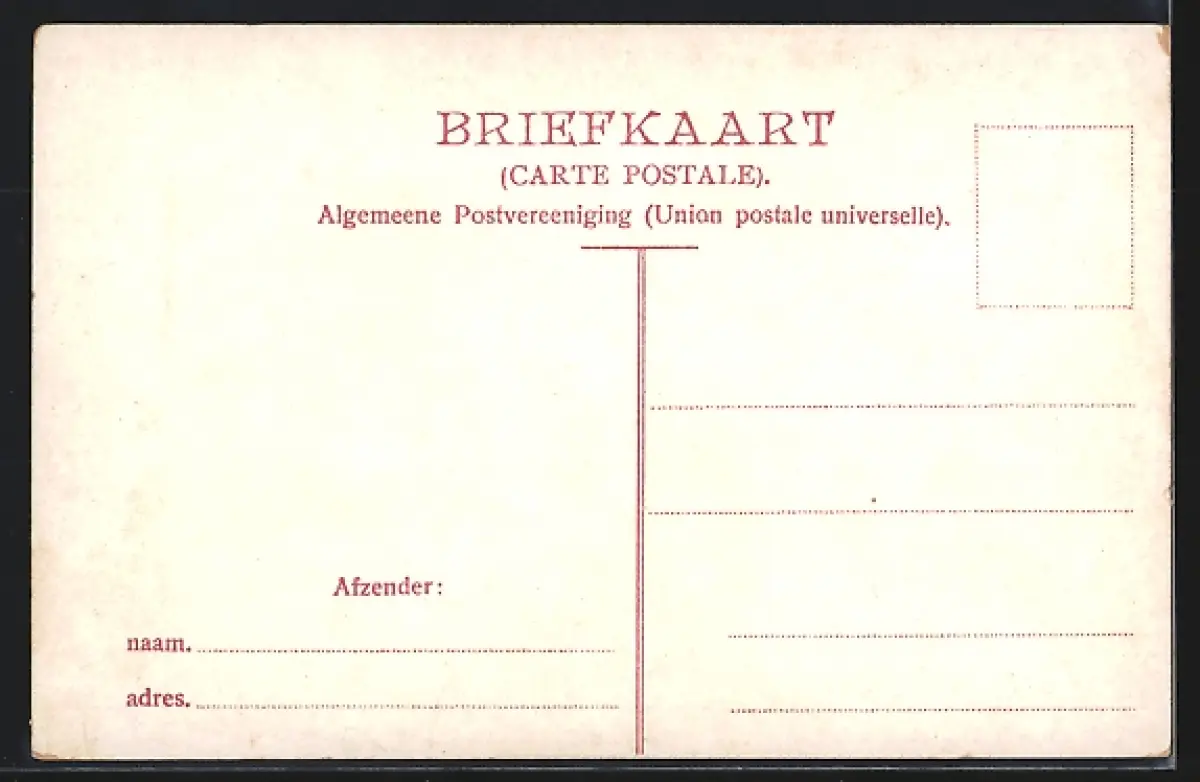 BRIEFKAART
(CARTE POSTALE).
Algemeene Postvereeniging (Union postale universelle).
Afzender:
naam.
adres.